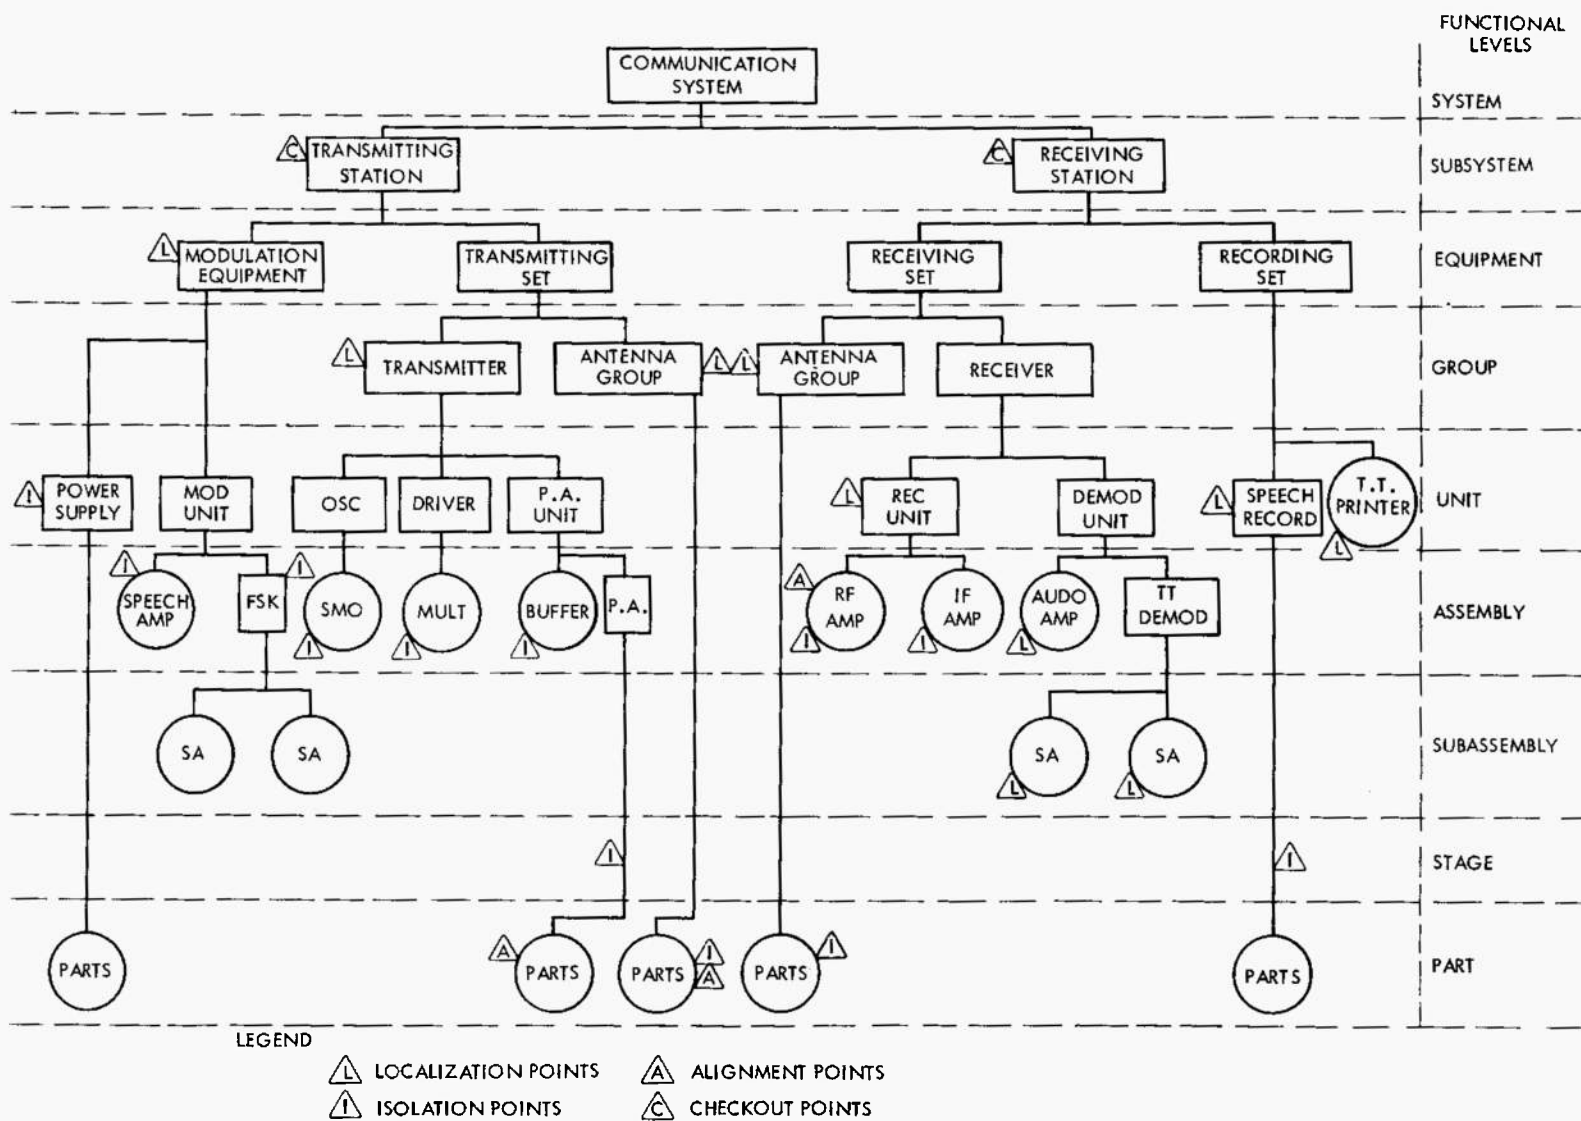 FUNCTIONAL
LEVELS
COMMUNICATION
SYSTEM
SYSTEM
C
TRANSMITTING
STATION
C
RECEIVING
STATION
SUBSYSTEM
L
MODULATION
EQUIPMENT
TRANSMITTING
SET
RECEIVING
SET
RECORDING
SET
EQUIPMENT
L
TRANSMITTER
ANTENNA
GROUP
L
L
ANTENNA
GROUP
RECEIVER
GROUP
I
POWER
SUPPLY
MOD
UNIT
OSC
DRIVER
P.A.
UNIT
L
REC
UNIT
DEMOD
UNIT
L
SPEECH
RECORD
T.T.
PRINTER
L
UNIT
I
SPEECH
AMP
FSK
I
SMO
I
MULT
I
BUFFER
I
P.A.
A
RF
AMP
I
IF
AMP
I
AUDO
AMP
L
TT
DEMOD
ASSEMBLY
SA
SA
SA
L
SA
L
SUBASSEMBLY
I
I
STAGE
PARTS
A
PARTS
PARTS
I
A
PARTS
I
PARTS
PART
LEGEND
L LOCALIZATION POINTS
A ALIGNMENT POINTS
I ISOLATION POINTS
C CHECKOUT POINTS